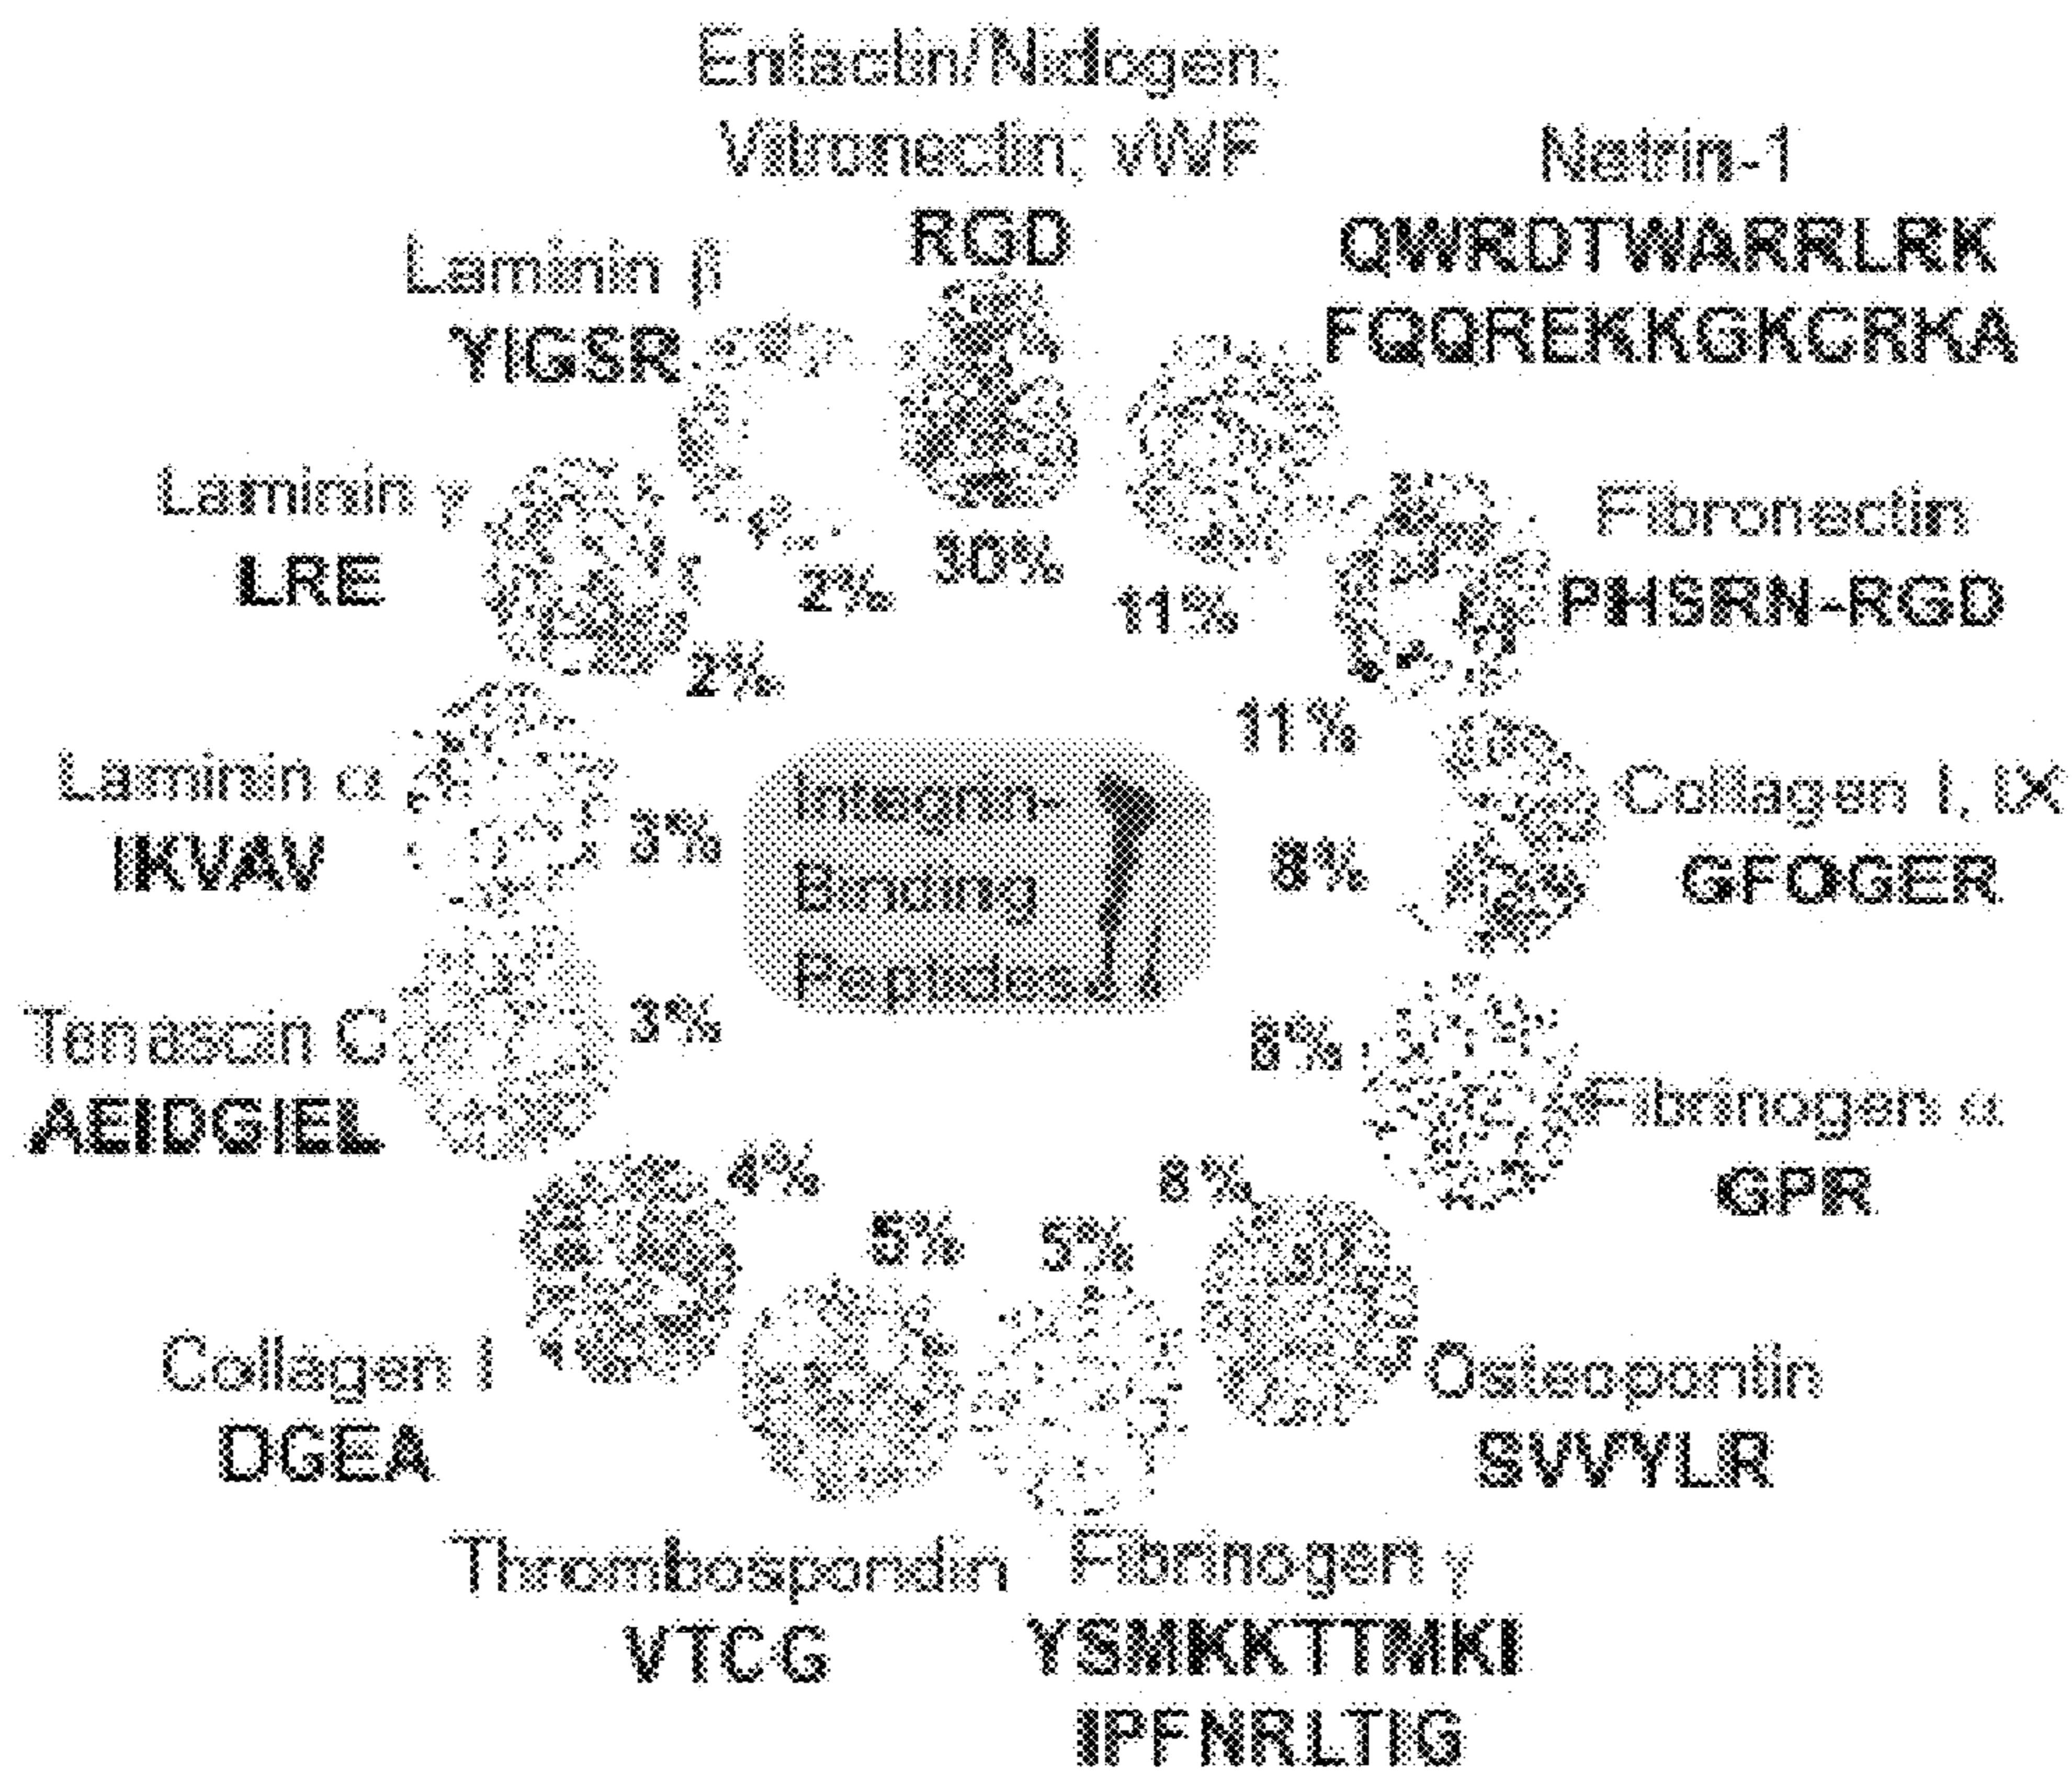 Entactin/Nidogen;
Vitronectin; vWF
RGD
30%
Netrin-1
QWRDTWARRLRK
FQQREKKGKCRKA
11%
Fibronectin
PHSRN-RGD
11%
Collagen I, IX
GFOGER
8%
Fibrinogen α
GPR
8%
Osteopontin
SVVYLR
8%
Fibrinogen γ
YSMKKTTMKI
IPFNRLTIG
5%
Thrombospondin
VTCG
5%
Collagen I
DGEA
4%
Tenascin C
AEIDGIEL
3%
Laminin α
IKVAV
3%
Laminin γ
LRE
2%
Laminin β
YIGSR
2%
Integrin-
Binding
Peptides